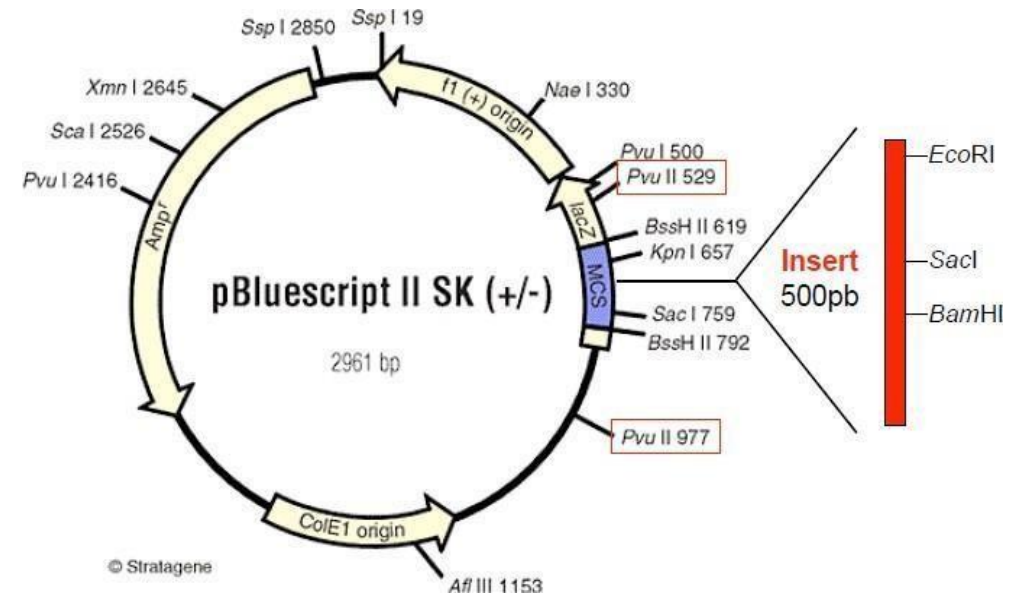 Ssp I 2850
Ssp I 19
Xmn I 2645
Nae I 330
Sca I 2526
Pvu I 2416
f1 (+) origin
Pvu I 500
Pvu II 529
lacZ
BssH II 619
Kpn I 657
MCS
Sac I 759
BssH II 792
Ampr
pBluescript II SK (+/-)
2961 bp
Pvu II 977
ColE1 origin
Afl III 1153
© Stratagene
Insert
500pb
EcoRI
SacI
BamHI